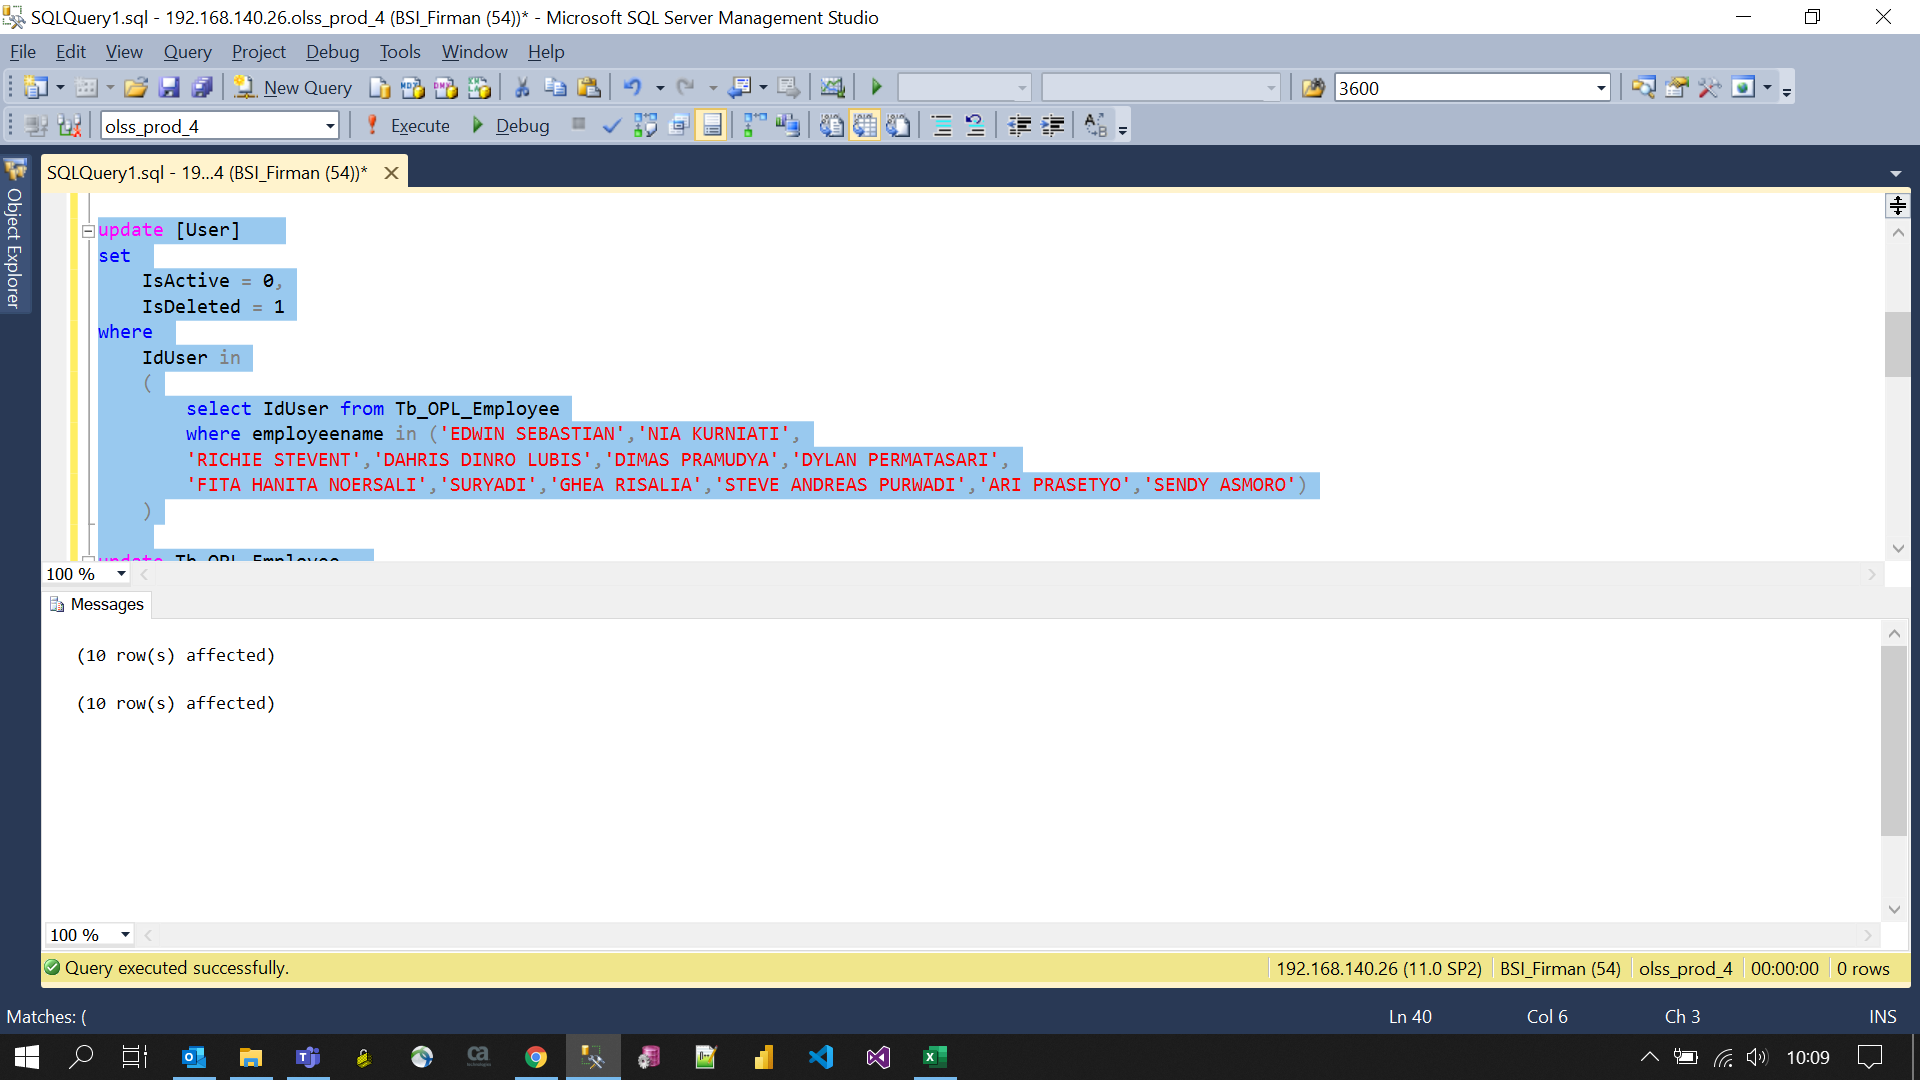 SQLQuery1.sql - 192.168.140.26.olss_prod_4 (BSI_Firman (54))* - Microsoft SQL Server Management Studio
File Edit View Query Project Debug Tools Window Help
New Query 3600
olss_prod_4 Execute Debug
SQLQuery1.sql - 19...4 (BSI_Firman (54))*
Object Explorer
update [User]
set
IsActive = 0,
IsDeleted = 1
where
IdUser in
(
select IdUser from Tb_OPL_Employee
where employeename in ('EDWIN SEBASTIAN','NIA KURNIATI',
'RICHIE STEVENT','DAHRIS DINRO LUBIS','DIMAS PRAMUDYA','DYLAN PERMATASARI',
'FITA HANITA NOERSALI','SURYADI','GHEA RISALIA','STEVE ANDREAS PURWADI','ARI PRASETYO','SENDY ASMORO')
)
update Tb_OPL_Employee
100 %
Messages
(10 row(s) affected)
(10 row(s) affected)
100 %
Query executed successfully. 192.168.140.26 (11.0 SP2) BSI_Firman (54) olss_prod_4 00:00:00 0 rows
Matches: ( Ln 40 Col 6 Ch 3 INS
10:09